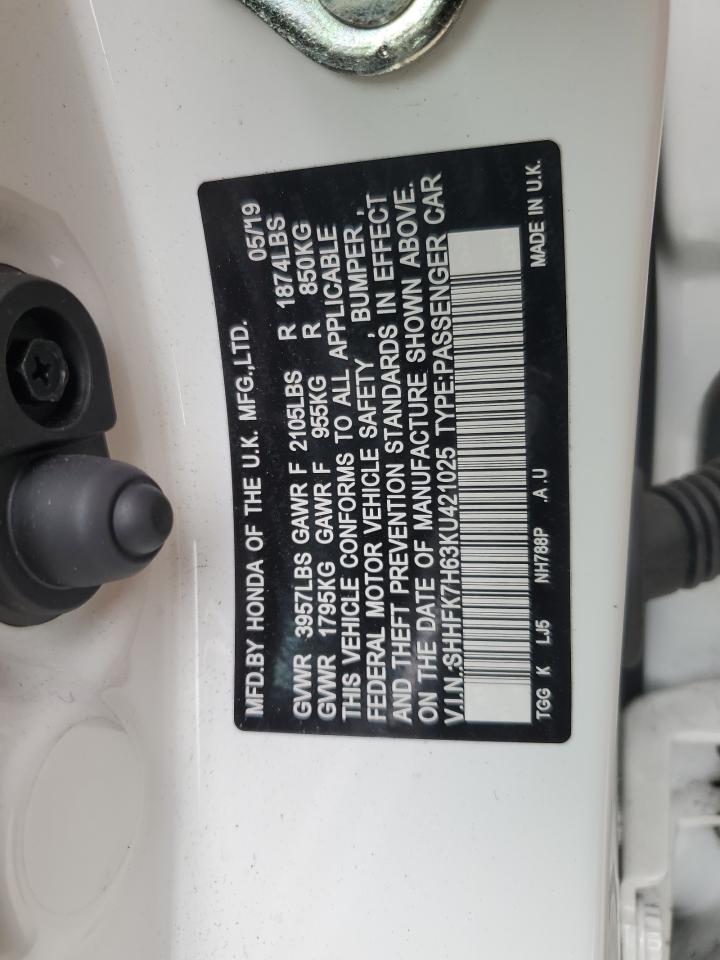 MFD.BY HONDA OF THE U.K. MFG.,LTD. 05/19
GVWR 3957LBS GAWR F 2105LBS R 1874LBS
GVWR 1795KG GAWR F 955KG R 850KG
THIS VEHICLE CONFORMS TO ALL APPLICABLE
FEDERAL MOTOR VEHICLE SAFETY , BUMPER ,
AND THEFT PREVENTION STANDARDS IN EFFECT
ON THE DATE OF MANUFACTURE SHOWN ABOVE.
V.I.N.:SHHFK7H63KU421025 TYPE:PASSENGER CAR
TGG K LJ5 NH788P .A .U MADE IN U.K.